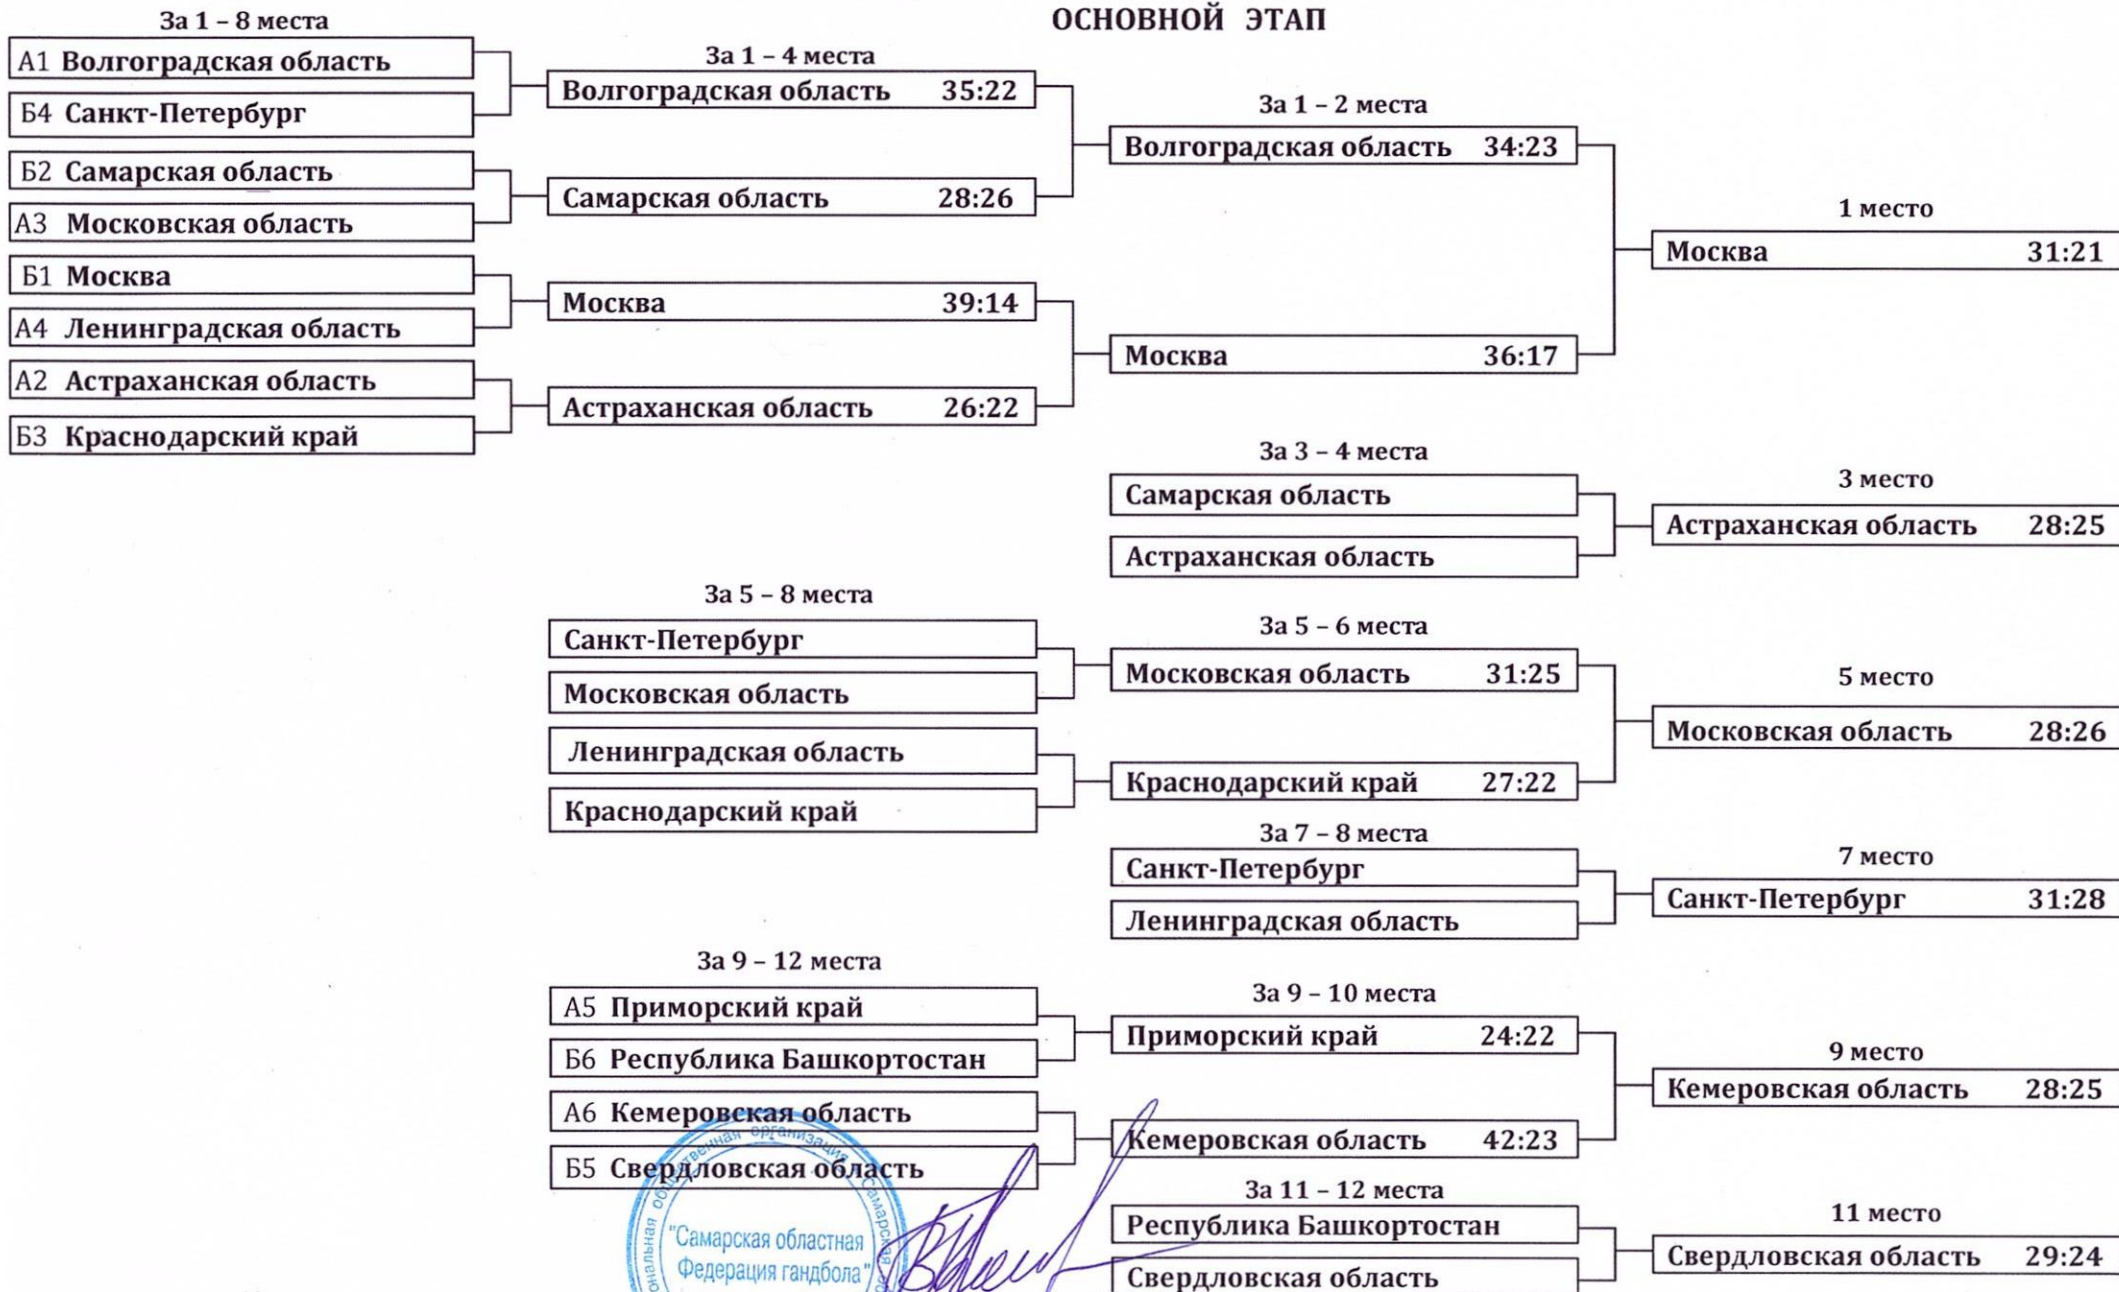 ОСНОВНОЙ ЭТАП
За 1 – 8 места
А1 Волгоградская область
Б4 Санкт-Петербург
Б2 Самарская область
А3 Московская область
Б1 Москва
А4 Ленинградская область
А2 Астраханская область
Б3 Краснодарский край
За 1 – 4 места
Волгоградская область 35:22
Самарская область 28:26
Москва 39:14
Астраханская область 26:22
За 1 – 2 места
Волгоградская область 34:23
Москва 36:17
1 место
Москва 31:21
За 3 – 4 места
Самарская область
Астраханская область
3 место
Астраханская область 28:25
За 5 – 8 места
Санкт-Петербург
Московская область
Ленинградская область
Краснодарский край
За 5 – 6 места
Московская область 31:25
Краснодарский край 27:22
5 место
Московская область 28:26
За 7 – 8 места
Санкт-Петербург
Ленинградская область
7 место
Санкт-Петербург 31:28
За 9 – 12 места
А5 Приморский край
Б6 Республика Башкортостан
А6 Кемеровская область
Б5 Свердловская область
За 9 – 10 места
Приморский край 24:22
Кемеровская область 42:23
9 место
Кемеровская область 28:25
За 11 – 12 места
Республика Башкортостан
Свердловская область
11 место
Свердловская область 29:24
общественная организация
"Самарская областная
Федерация гандбола"